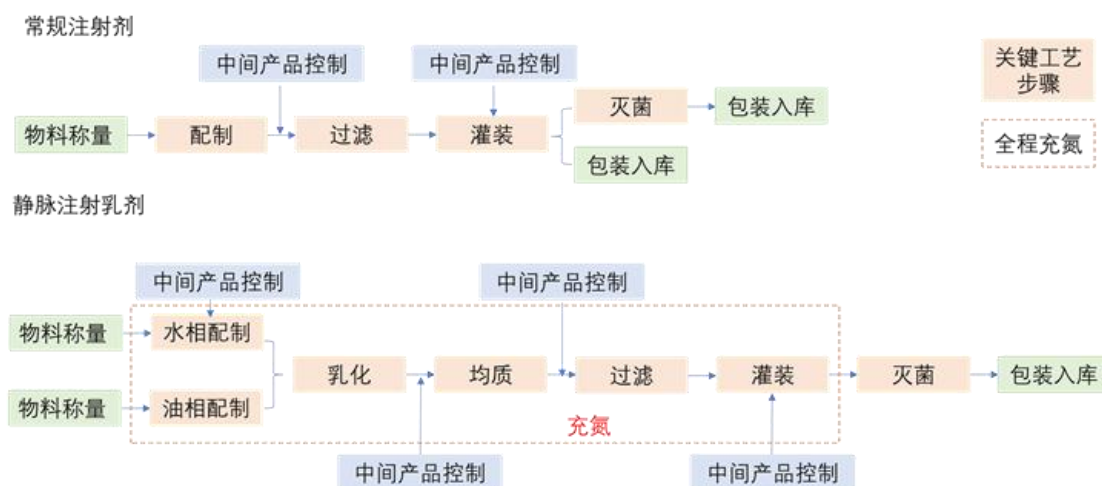 常规注射剂
中间产品控制
中间产品控制
关键工艺
步骤
物料称量
配制
过滤
灌装
灭菌
包装入库
包装入库
全程充氮
静脉注射乳剂
中间产品控制
中间产品控制
物料称量
水相配制
物料称量
油相配制
乳化
均质
过滤
灌装
灭菌
包装入库
充氮
中间产品控制
中间产品控制